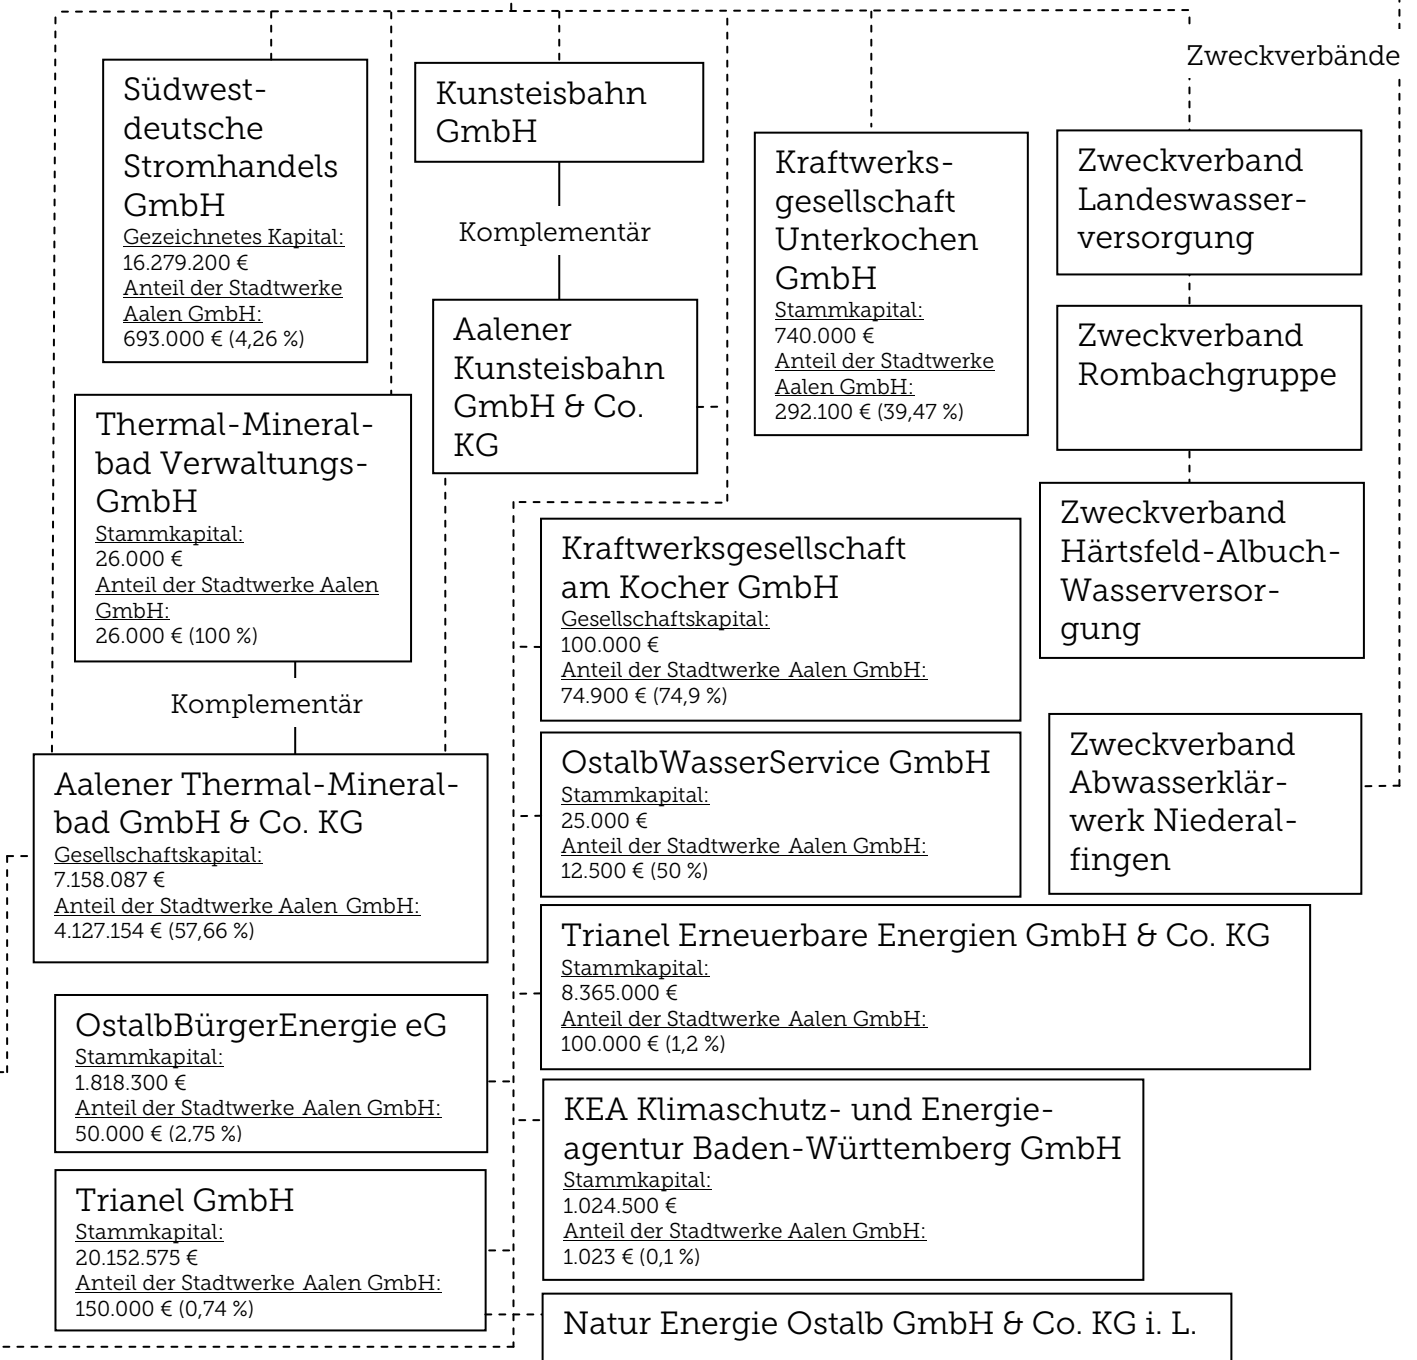 Zweckverbände
Südwest-
deutsche
Stromhandels
GmbH
Gezeichnetes Kapital:
16.279.200 €
Anteil der Stadtwerke
Aalen GmbH:
693.000 € (4,26 %)
Kunsteisbahn
GmbH
Komplementär
Aalener
Kunsteisbahn
GmbH & Co.
KG
Kraftwerks-
gesellschaft
Unterkochen
GmbH
Stammkapital:
740.000 €
Anteil der Stadtwerke
Aalen GmbH:
292.100 € (39,47 %)
Zweckverband
Landeswasser-
versorgung
Zweckverband
Rombachgruppe
Zweckverband
Härtsfeld-Albuch-
Wasserversor-
gung
Zweckverband
Abwasserklär-
werk Niederal-
fingen
Thermal-Mineral-
bad Verwaltungs-
GmbH
Stammkapital:
26.000 €
Anteil der Stadtwerke Aalen
GmbH:
26.000 € (100 %)
Komplementär
Aalener Thermal-Mineral-
bad GmbH & Co. KG
Gesellschaftskapital:
7.158.087 €
Anteil der Stadtwerke Aalen GmbH:
4.127.154 € (57,66 %)
OstalbBürgerEnergie eG
Stammkapital:
1.818.300 €
Anteil der Stadtwerke Aalen GmbH:
50.000 € (2,75 %)
Trianel GmbH
Stammkapital:
20.152.575 €
Anteil der Stadtwerke Aalen GmbH:
150.000 € (0,74 %)
Kraftwerksgesellschaft
am Kocher GmbH
Gesellschaftskapital:
100.000 €
Anteil der Stadtwerke Aalen GmbH:
74.900 € (74,9 %)
OstalbWasserService GmbH
Stammkapital:
25.000 €
Anteil der Stadtwerke Aalen GmbH:
12.500 € (50 %)
Trianel Erneuerbare Energien GmbH & Co. KG
Stammkapital:
8.365.000 €
Anteil der Stadtwerke Aalen GmbH:
100.000 € (1,2 %)
KEA Klimaschutz- und Energie-
agentur Baden-Württemberg GmbH
Stammkapital:
1.024.500 €
Anteil der Stadtwerke Aalen GmbH:
1.023 € (0,1 %)
Natur Energie Ostalb GmbH & Co. KG i. L.